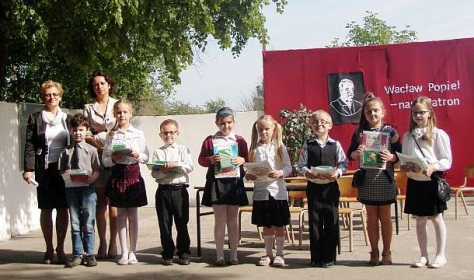 Wacław Popiel
– nasz patron